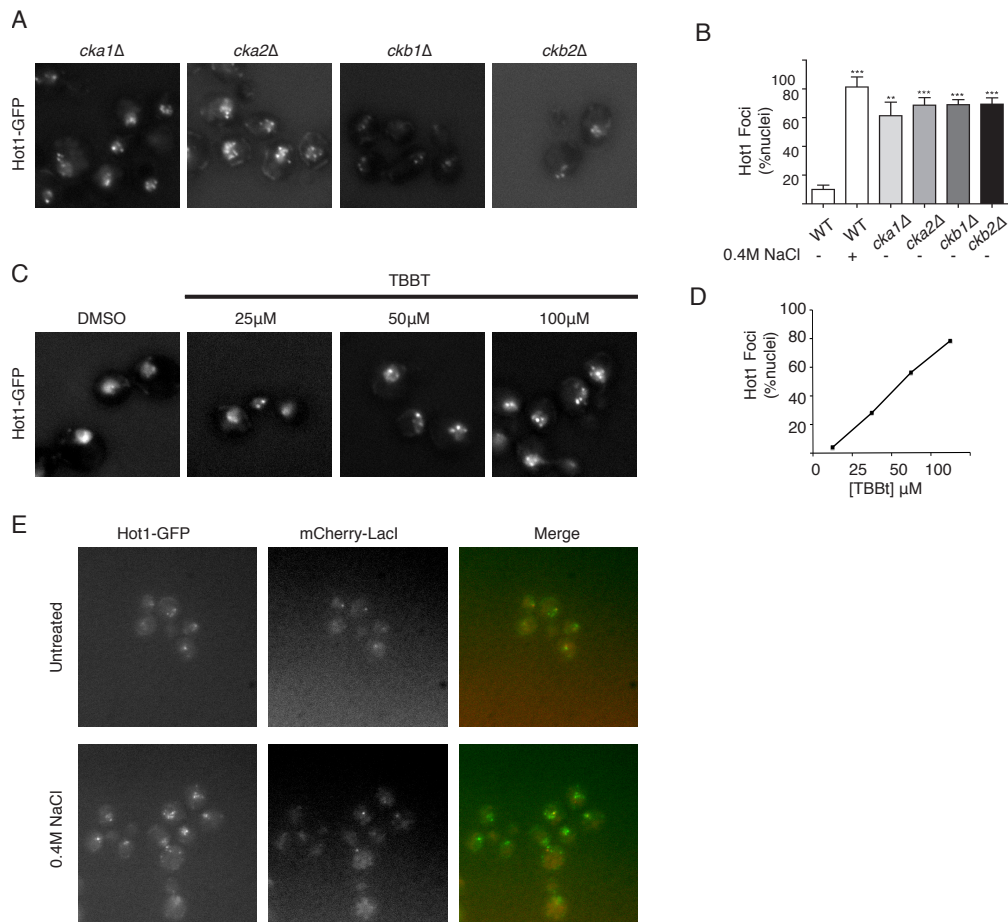 A
cka1Δ cka2Δ ckb1Δ ckb2Δ
Hot1-GFP
B
Hot1 Foci
(%nuclei)
100
80
60
40
20
*** ** *** *** ***
WT WT cka1Δ cka2Δ ckb1Δ ckb2Δ
0.4M NaCl - + - - - -
C
TBBT
DMSO 25µM 50µM 100µM
Hot1-GFP
D
Hot1 Foci
(%nuclei)
100
80
60
40
20
0 25 50 100
[TBBt] µM
E
Hot1-GFP mCherry-LacI Merge
Untreated
0.4M NaCl